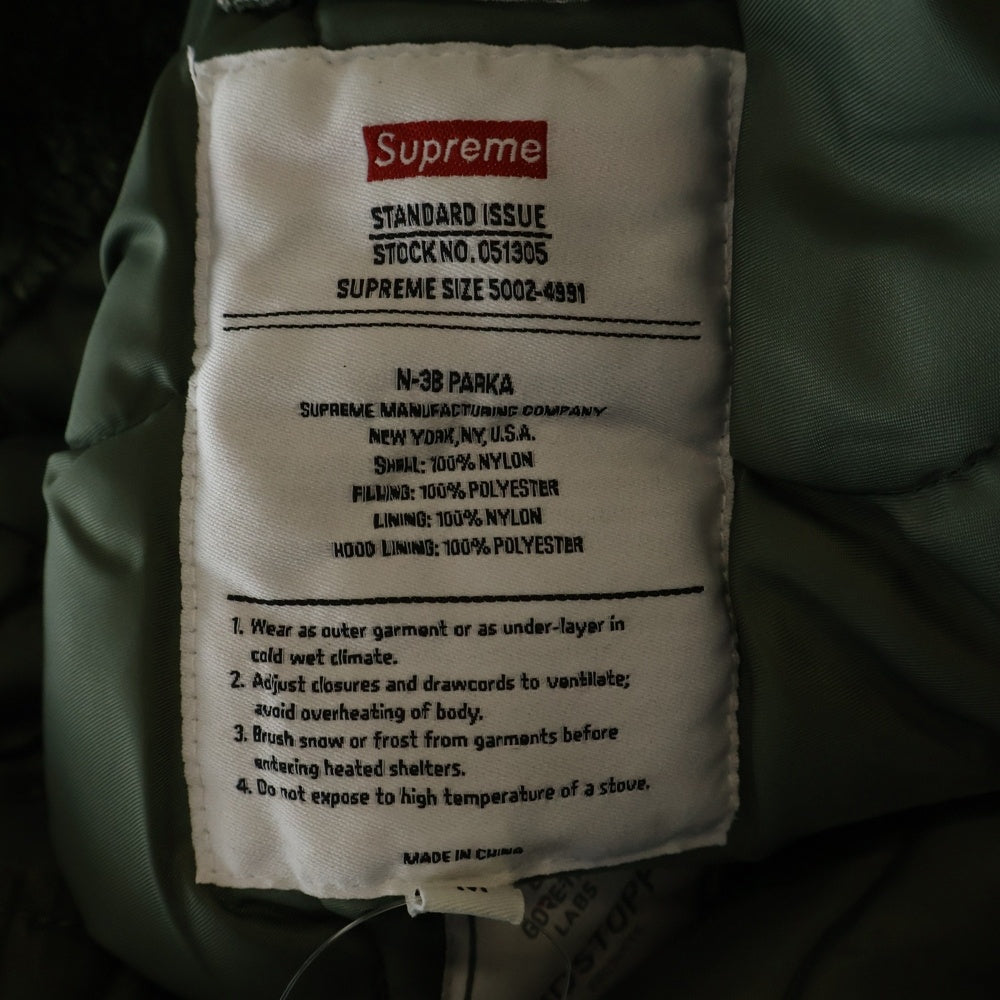 Supreme
STANDARD ISSUE
STOCK NO. 051305
SUPREME SIZE 5002-4991
N-3B PARKA
SUPREME MANUFACTURING COMPANY
NEW YORK, NY, U.S.A.
SHELL: 100% NYLON
FILLING: 100% POLYESTER
LINING: 100% NYLON
HOOD LINING: 100% POLYESTER
1. Wear as outer garment or as under-layer in
cold wet climate.
2. Adjust closures and drawcords to ventilate;
avoid overheating of body.
3. Brush snow or frost from garments before
entering heated shelters.
4. Do not expose to high temperature of a stove.
MADE IN CHINA
LABS